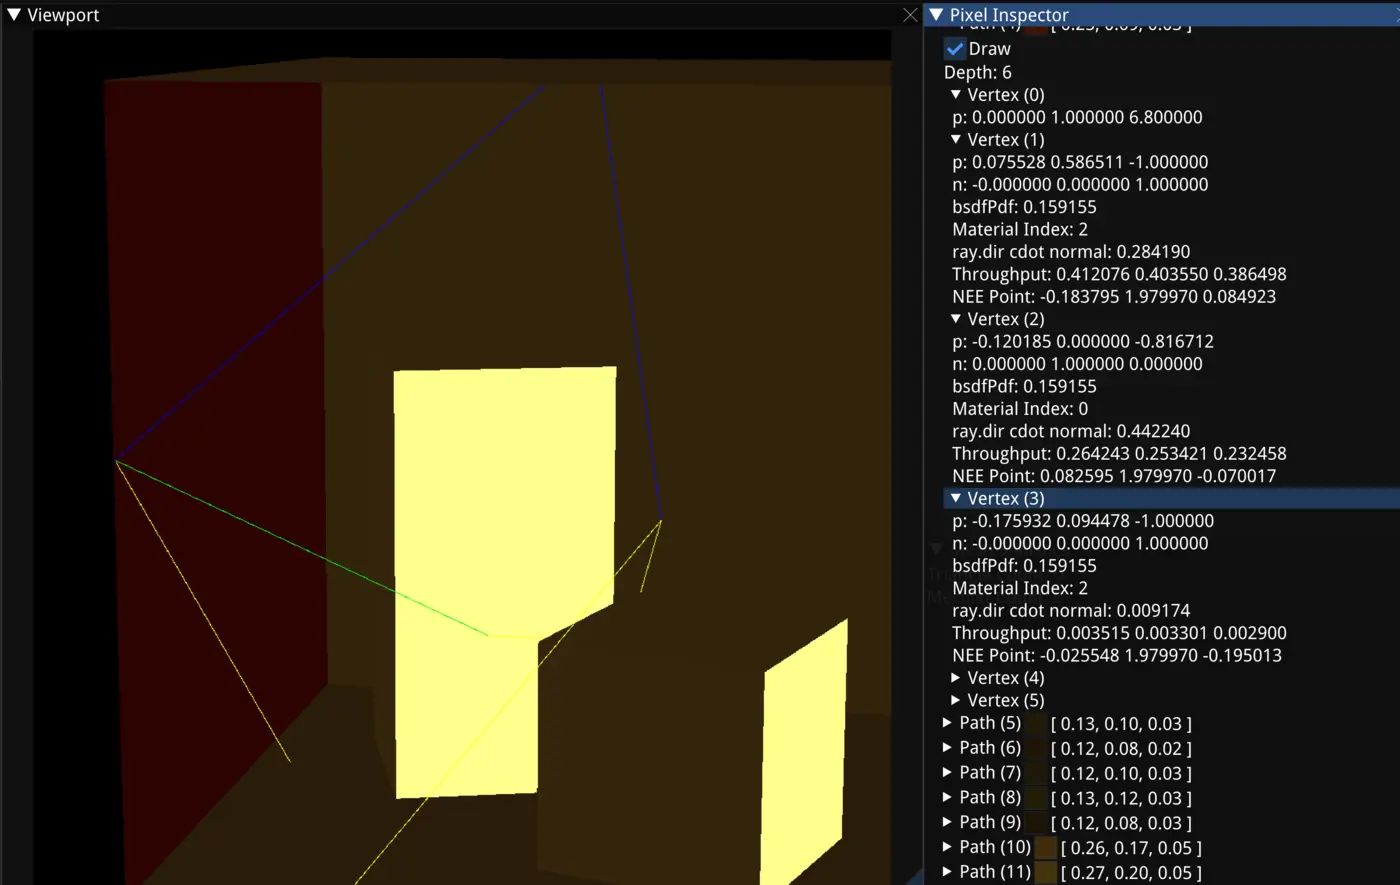 Viewport
Pixel Inspector
Draw
Depth: 6
Vertex (0)
p: 0.000000 1.000000 6.800000
Vertex (1)
p: 0.075528 0.586511 -1.000000
n: -0.000000 0.000000 1.000000
bsdfPdf: 0.159155
Material Index: 2
ray.dir cdot normal: 0.284190
Throughput: 0.412076 0.403550 0.386498
NEE Point: -0.183795 1.979970 0.084923
Vertex (2)
p: -0.120185 0.000000 -0.816712
n: 0.000000 1.000000 0.000000
bsdfPdf: 0.159155
Material Index: 0
ray.dir cdot normal: 0.442240
Throughput: 0.264243 0.253421 0.232458
NEE Point: 0.082595 1.979970 -0.070017
Vertex (3)
p: -0.175932 0.094478 -1.000000
n: -0.000000 0.000000 1.000000
bsdfPdf: 0.159155
Material Index: 2
ray.dir cdot normal: 0.009174
Throughput: 0.003515 0.003301 0.002900
NEE Point: -0.025548 1.979970 -0.195013
Vertex (4)
Vertex (5)
Path (5) [ 0.13, 0.10, 0.03 ]
Path (6) [ 0.12, 0.08, 0.02 ]
Path (7) [ 0.12, 0.10, 0.03 ]
Path (8) [ 0.13, 0.12, 0.03 ]
Path (9) [ 0.12, 0.08, 0.03 ]
Path (10) [ 0.26, 0.17, 0.05 ]
Path (11) [ 0.27, 0.20, 0.05 ]